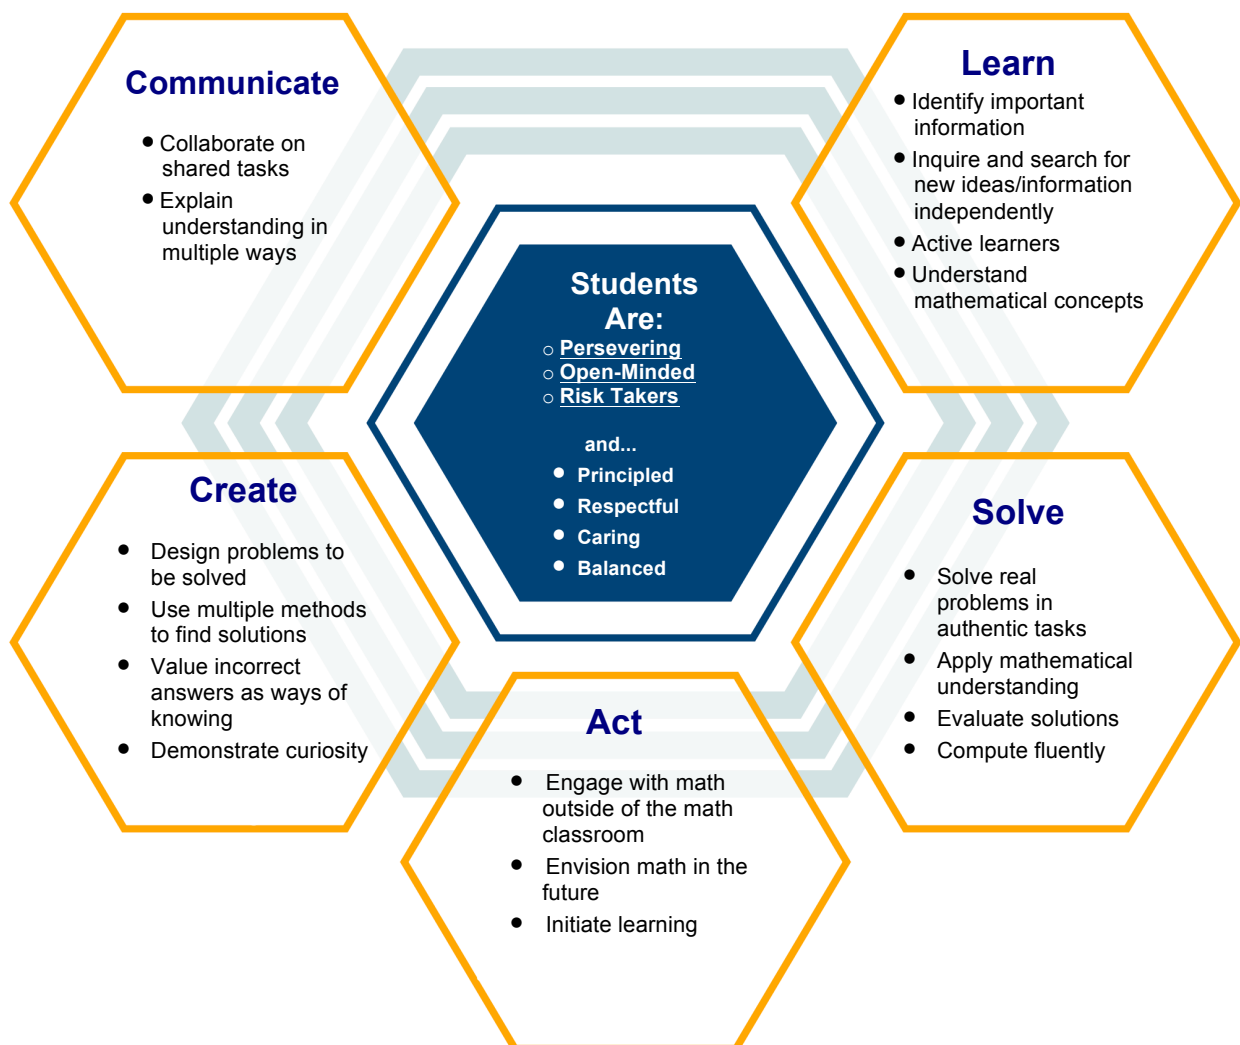 Communicate
• Collaborate on
shared tasks
• Explain
understanding in
multiple ways
Learn
• Identify important
information
• Inquire and search for
new ideas/information
independently
• Active learners
• Understand
mathematical concepts
Students
Are:
○ Persevering
○ Open-Minded
○ Risk Takers
and...
• Principled
• Respectful
• Caring
• Balanced
Create
• Design problems to
be solved
• Use multiple methods
to find solutions
• Value incorrect
answers as ways of
knowing
• Demonstrate curiosity
Solve
• Solve real
problems in
authentic tasks
• Apply mathematical
understanding
• Evaluate solutions
• Compute fluently
Act
• Engage with math
outside of the math
classroom
• Envision math in the
future
• Initiate learning